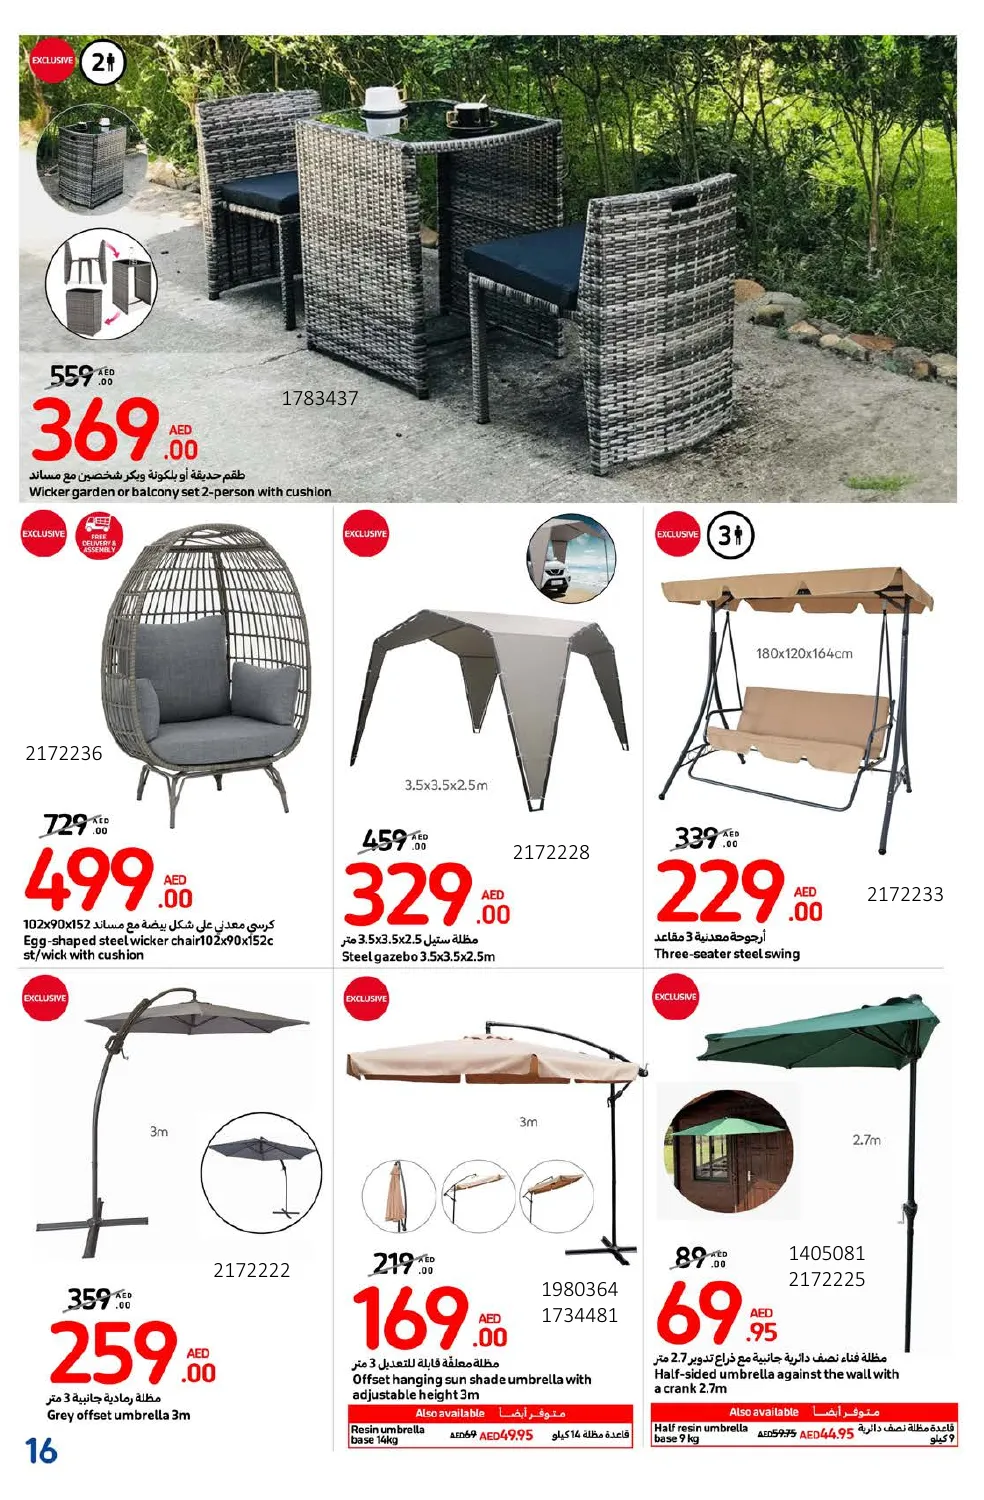 EXCLUSIVE
2
559 AED .00
369 AED .00
1783437
طقم حديقة أو بلكونة ويكر شخصين مع مساند
Wicker garden or balcony set 2-person with cushion
EXCLUSIVE
FREE
DELIVERY &
ASSEMBLY
2172236
729 AED .00
499 AED .00
كرسي معدني على شكل بيضة مع مساند 102x90x152
Egg-shaped steel wicker chair102x90x152c
st/wick with cushion
EXCLUSIVE
3.5x3.5x2.5m
459 AED .00
329 AED .00
2172228
مظلة ستيل 3.5x3.5x2.5 متر
Steel gazebo 3.5x3.5x2.5m
EXCLUSIVE
3
180x120x164cm
339 AED .00
229 AED .00
2172233
أرجوحة معدنية 3 مقاعد
Three-seater steel swing
EXCLUSIVE
3m
2172222
359 AED .00
259 AED .00
مظلة رمادية جانبية 3 متر
Grey offset umbrella 3m
EXCLUSIVE
3m
219 AED .00
169 AED .00
1980364
1734481
مظلة معلقة قابلة للتعديل 3 متر
Offset hanging sun shade umbrella with
adjustable height 3m
Also available متوفر أيضاً
Resin umbrella
base 14kg
AED69 AED49.95
قاعدة مظلة 14 كيلو
EXCLUSIVE
2.7m
89 AED .00
69 AED .95
1405081
2172225
مظلة فناء نصف دائرية جانبية مع ذراع تدوير 2.7 متر
Half-sided umbrella against the wall with
a crank 2.7m
Also available متوفر أيضاً
Half resin umbrella
base 9 kg
AED59.75 AED44.95
قاعدة مظلة نصف دائرية
9 كيلو
16